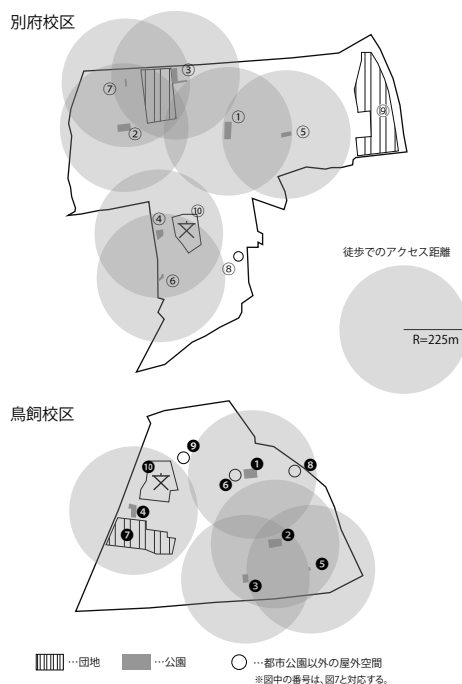 別府校区
③
⑦
①
②
⑤
⑨
⑩
④
文
⑧
⑥
徒歩でのアクセス距離
R=225m
鳥飼校区
❾
❿
❶
❽
文
❻
❹
❼
❷
❺
❸
…団地 …公園 …都市公園以外の屋外空間
※図中の番号は、図7と対応する。